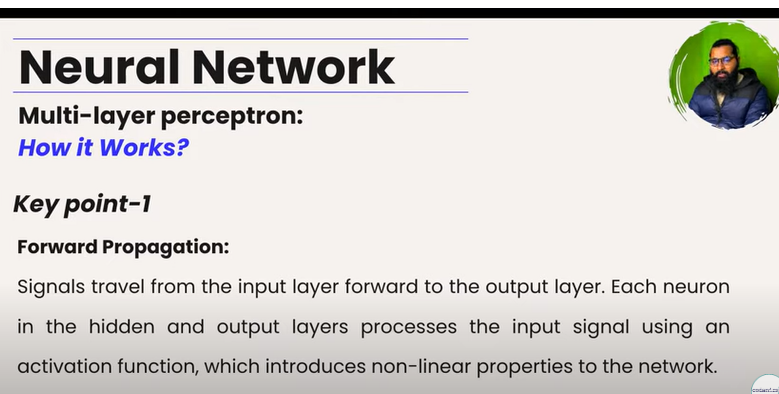 Neural Network
Multi-layer perceptron:
How it Works?
Key point-1
Forward Propagation:
Signals travel from the input layer forward to the output layer. Each neuron
in the hidden and output layers processes the input signal using an
activation function, which introduces non-linear properties to the network.